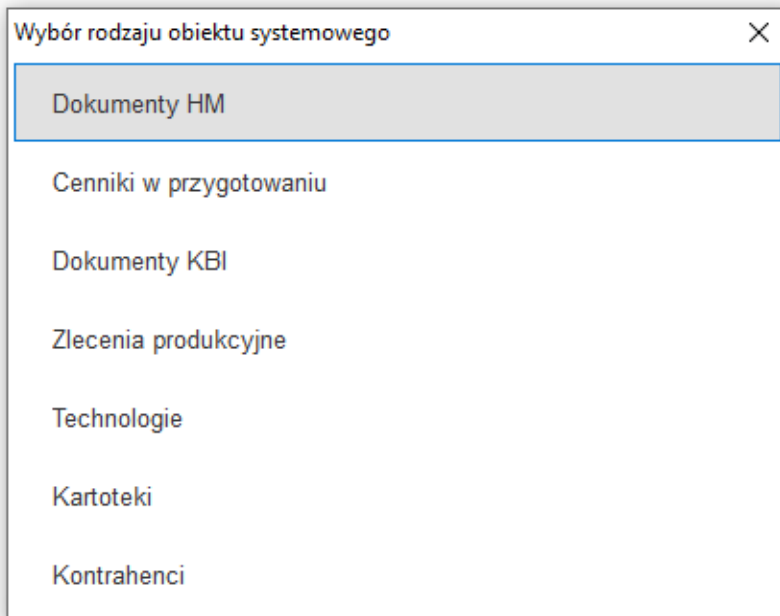 Wybór rodzaju obiektu systemowego
Dokumenty HM
Cenniki w przygotowaniu
Dokumenty KBI
Zlecenia produkcyjne
Technologie
Kartoteki
Kontrahenci